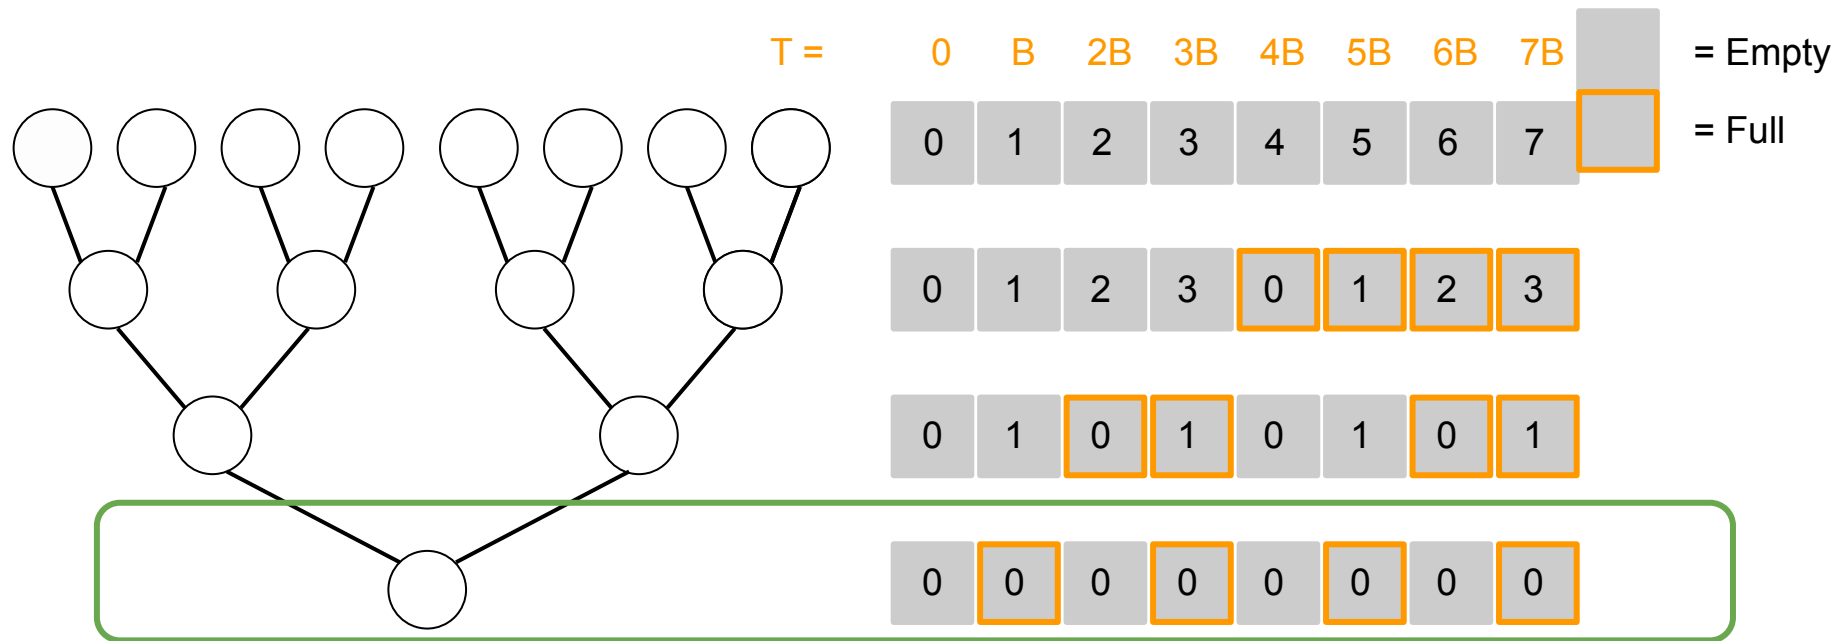 T = 0 B 2B 3B 4B 5B 6B 7B = Empty
0 1 2 3 4 5 6 7 = Full
0 1 2 3 0 1 2 3
0 1 0 1 0 1 0 1
0 0 0 0 0 0 0 0